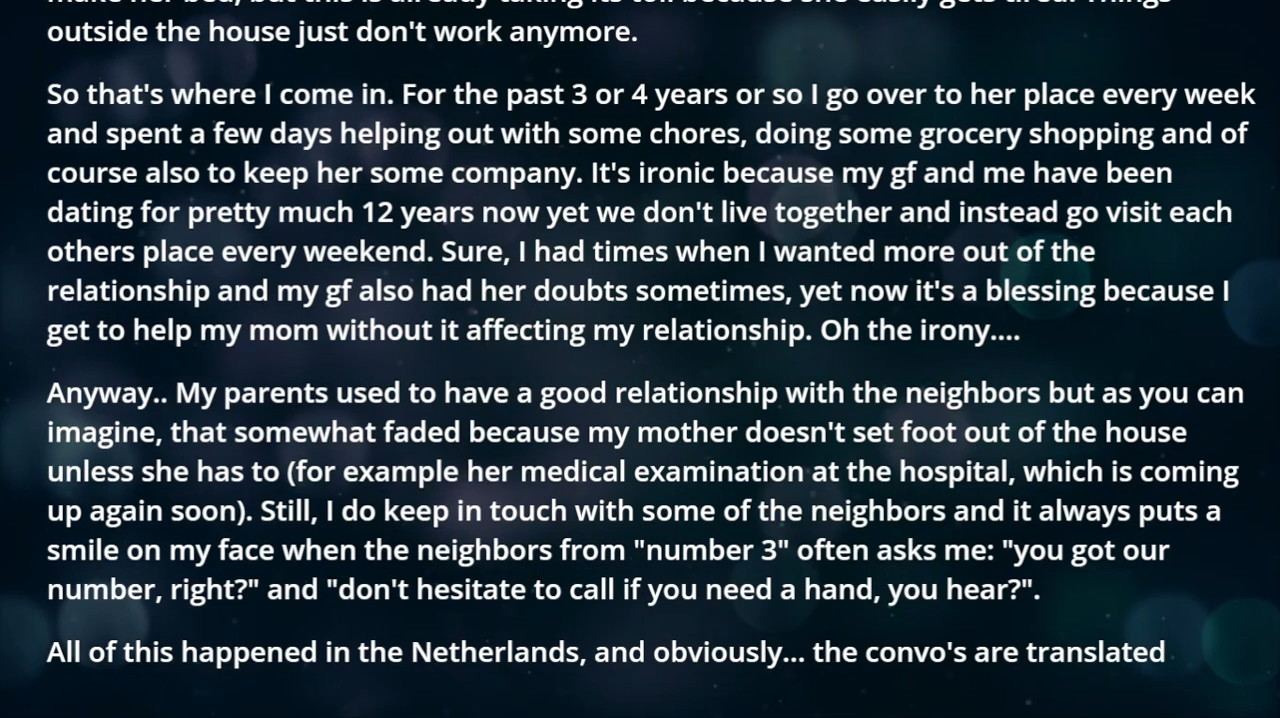 outside the house just don't work anymore.
So that's where I come in. For the past 3 or 4 years or so I go over to her place every week
and spent a few days helping out with some chores, doing some grocery shopping and of
course also to keep her some company. It's ironic because my gf and me have been
dating for pretty much 12 years now yet we don't live together and instead go visit each
others place every weekend. Sure, I had times when I wanted more out of the
relationship and my gf also had her doubts sometimes, yet now it's a blessing because I
get to help my mom without it affecting my relationship. Oh the irony....
Anyway.. My parents used to have a good relationship with the neighbors but as you can
imagine, that somewhat faded because my mother doesn't set foot out of the house
unless she has to (for example her medical examination at the hospital, which is coming
up again soon). Still, I do keep in touch with some of the neighbors and it always puts a
smile on my face when the neighbors from "number 3" often asks me: "you got our
number, right?" and "don't hesitate to call if you need a hand, you hear?".
All of this happened in the Netherlands, and obviously... the convo's are translated